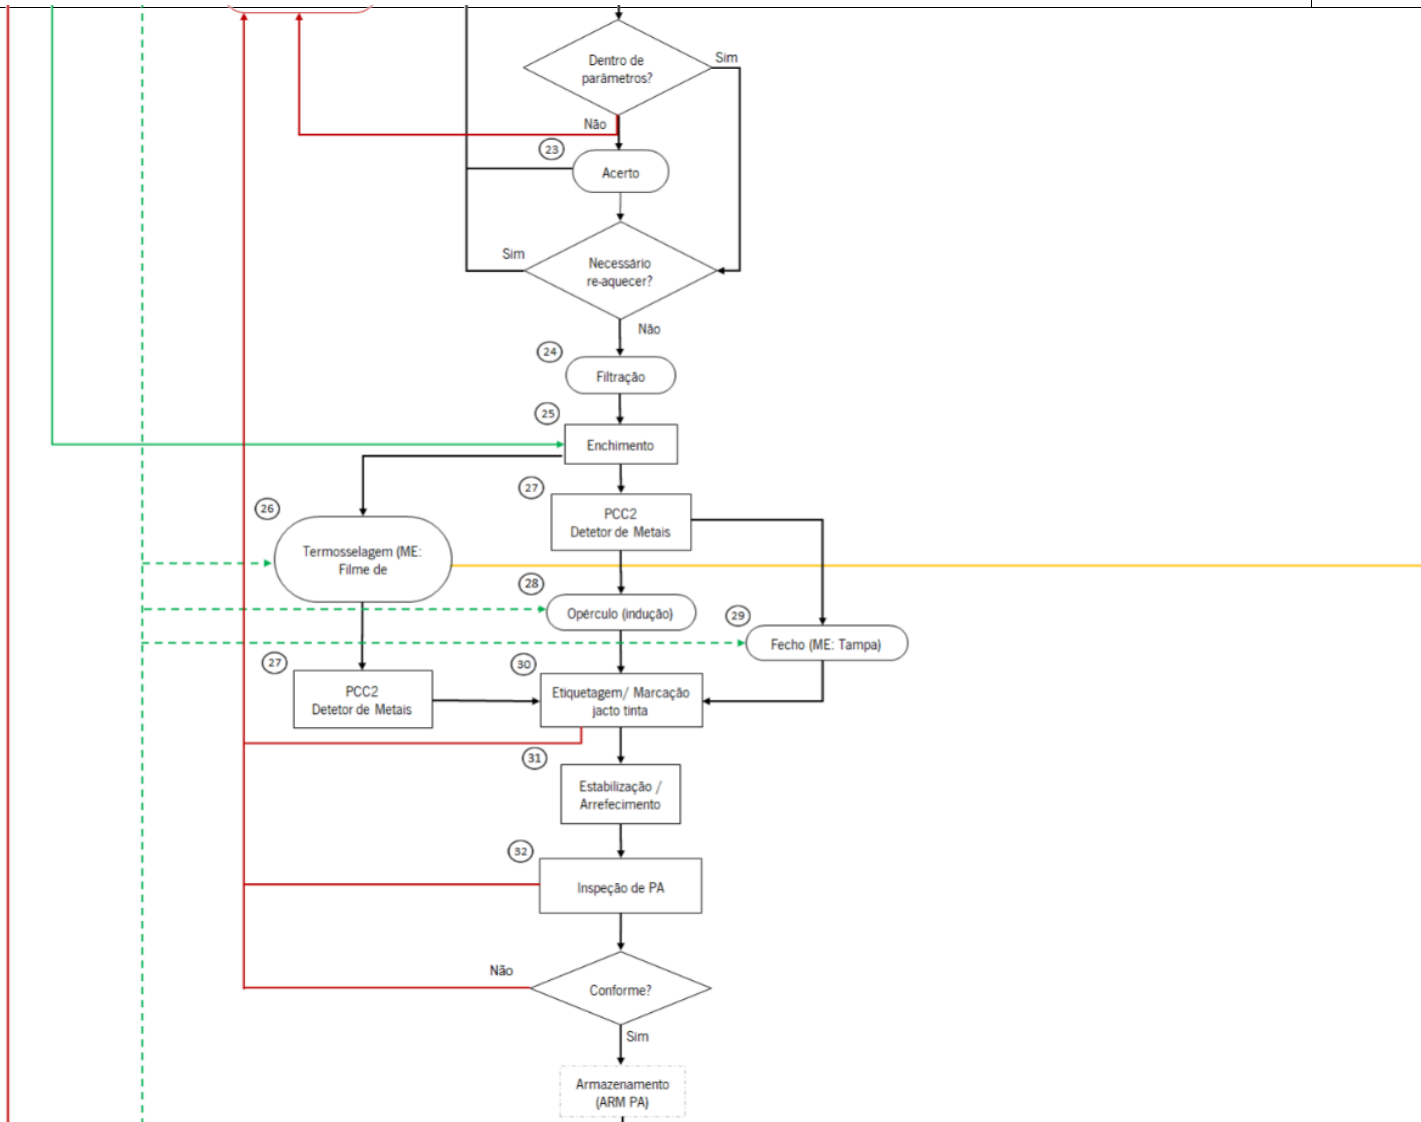 Dentro de
parâmetros?
Sim
Não
23
Acerto
Sim
Necessário
re-aquecer?
Não
24
Filtração
25
Enchimento
27
PCC2
Detetor de Metais
26
Termosselagem (ME:
Filme de
28
Opérculo (indução)
29
Fecho (ME: Tampa)
27
PCC2
Detetor de Metais
30
Etiquetagem/ Marcação
jacto tinta
31
Estabilização /
Arrefecimento
32
Inspeção de PA
Não
Conforme?
Sim
Armazenamento
(ARM PA)